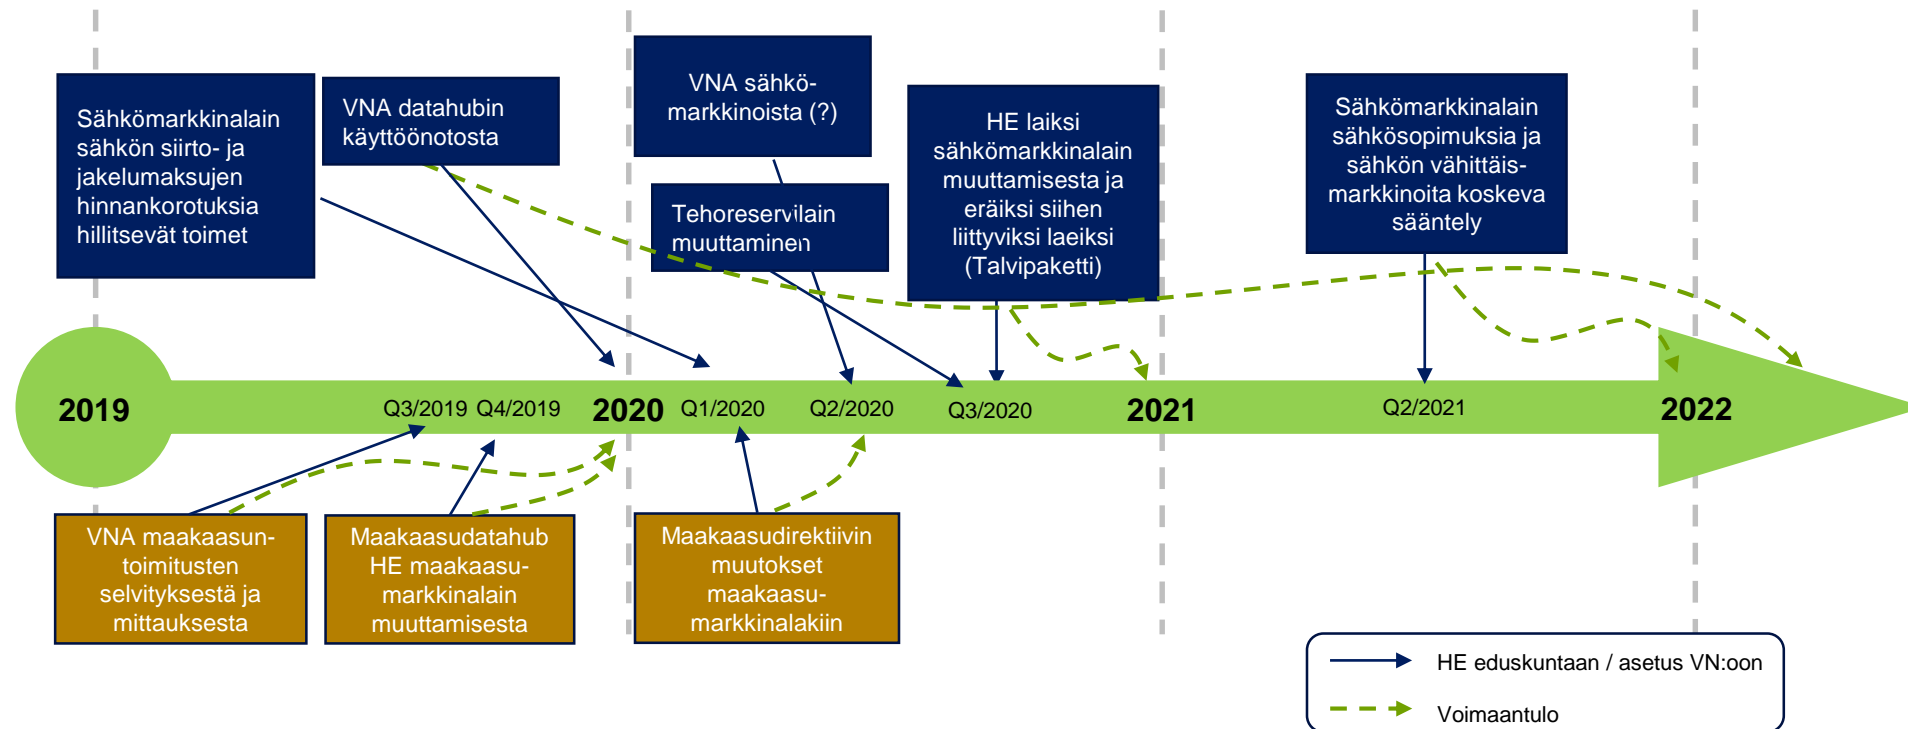 Sähkömarkkinalain
sähkön siirto- ja
jakelumaksujen
hinnankorotuksia
hillitsevät toimet
VNA datahubin
käyttöönotosta
VNA sähkö-
markkinoista (?)
Tehoreservilain
muuttaminen
HE laiksi
sähkömarkkinalain
muuttamisesta ja
eräiksi siihen
liittyviksi laeiksi
(Talvipaketti)
Sähkömarkkinalain
sähkösopimuksia ja
sähkön vähittäis-
markkinoita koskeva
sääntely
2019
Q3/2019
Q4/2019
2020
Q1/2020
Q2/2020
Q3/2020
2021
Q2/2021
2022
VNA maakaasun-
toimitusten
selvityksestä ja
mittauksesta
Maakaasudatahub
HE maakaasu-
markkinalain
muuttamisesta
Maakaasudirektiivin
muutokset
maakaasu-
markkinalakiin
HE eduskuntaan / asetus VN:oon
Voimaantulo